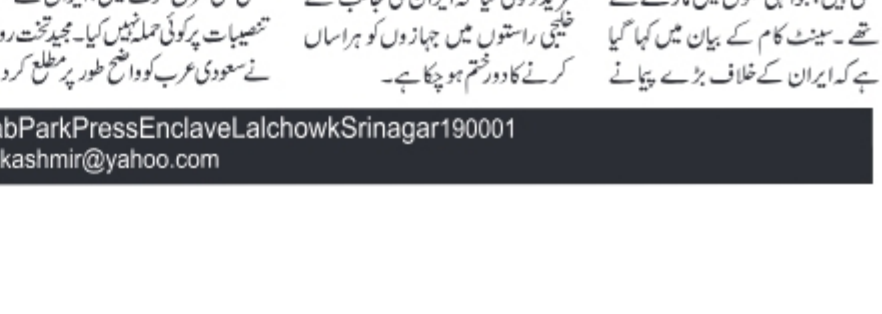 تھے۔سینٹ کام کے بیان میں کہا گیا
ہے کہ ایران کے خلاف بڑے پیمانے
خلیجی راستوں میں جہازوں کو ہراساں
کرنے کا دور ختم ہو چکا ہے۔
تنصیبات پر کوئی حملہ نہیں کیا۔ مجید تخت رو
نے سعودی عرب کو واضح طور پر مطلع کر د
abParkPressEnclaveLalchowkSrinagar190001
kashmir@yahoo.com